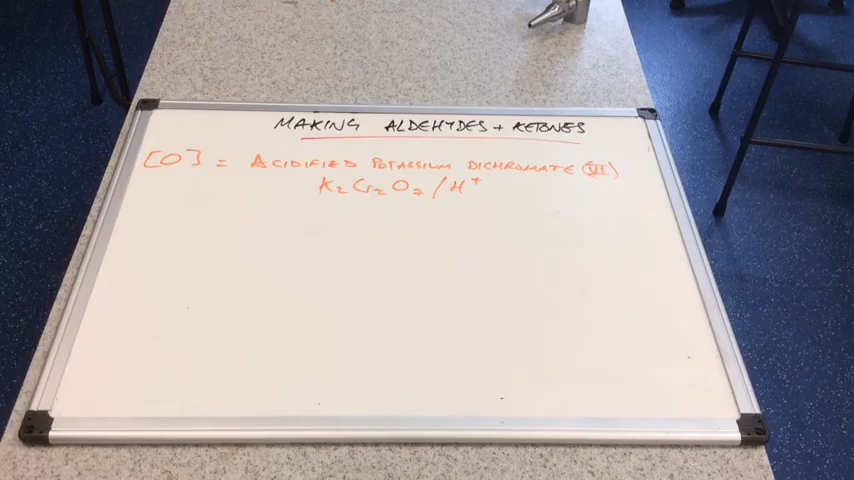 MAKING ALDEHYDES + KETONES
[O] = ACIDIFIED POTASSIUM DICHROMATE (VI)
K₂Cr₂O₇/H⁺